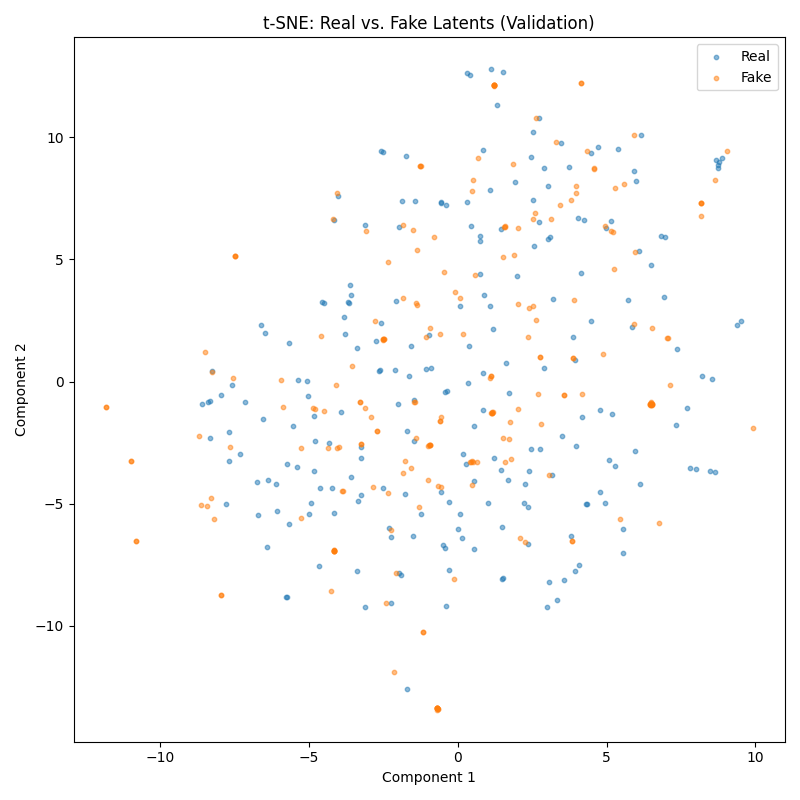 t-SNE: Real vs. Fake Latents (Validation)
Real
Fake
Component 2
10
5
0
−5
−10
−10
−5
0
5
10
Component 1